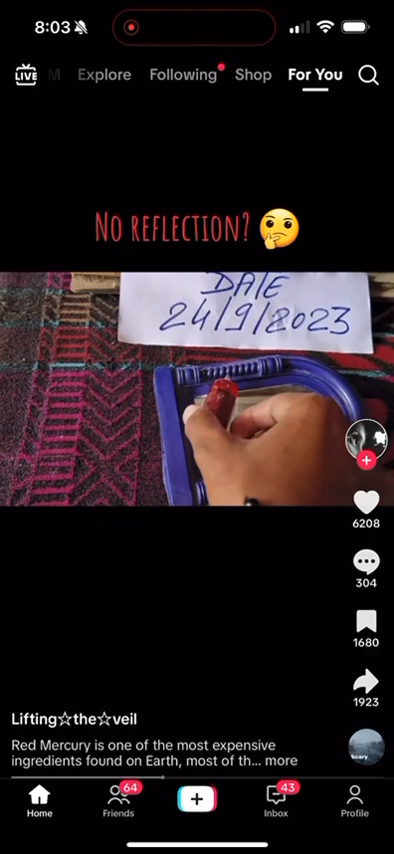 8:03
LIVE
Explore
Following
Shop
For You
No reflection? 🤔
DATE
24/9/2023
6208
304
1680
1923
Lifting☆the☆veil
Red Mercury is one of the most expensive
ingredients found on Earth, most of th... more
Scary
64
43
Home
Friends
Inbox
Profile